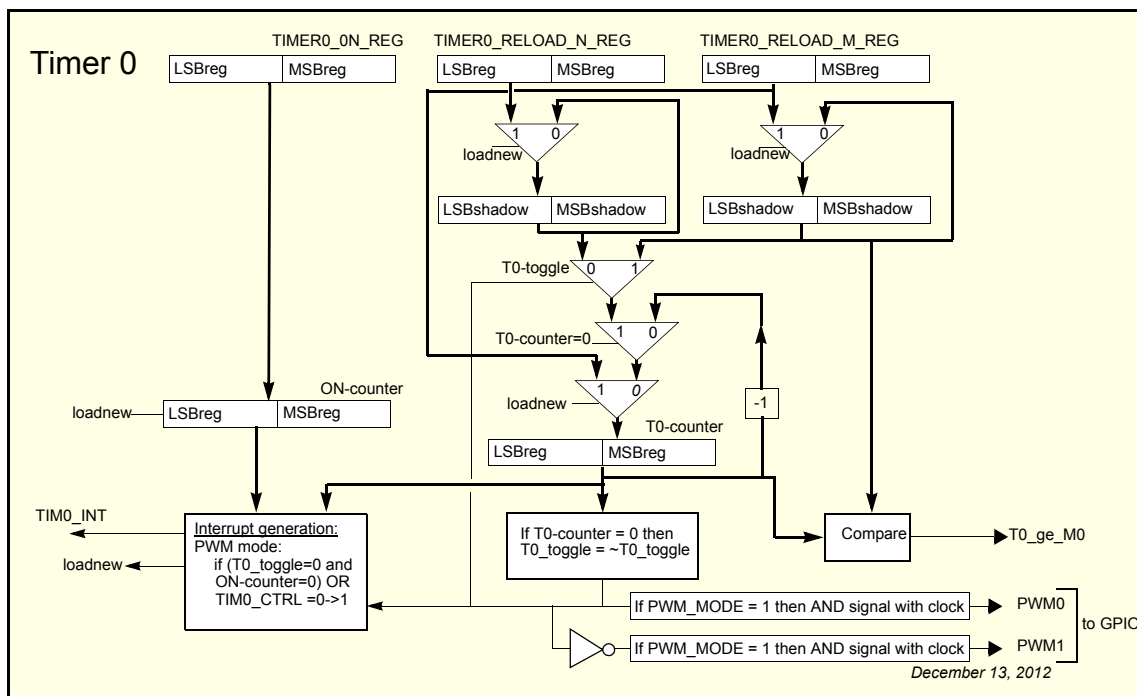 Timer 0
TIMER0_0N_REG
TIMER0_RELOAD_N_REG
TIMER0_RELOAD_M_REG
LSBreg MSBreg
LSBreg MSBreg
LSBreg MSBreg
1 0
loadnew
1 0
loadnew
LSBshadow MSBshadow
LSBshadow MSBshadow
T0-toggle
0 1
T0-counter=0
1 0
ON-counter
loadnew
LSBreg MSBreg
loadnew
1 0
-1
T0-counter
LSBreg MSBreg
TIM0_INT
loadnew
Interrupt generation:
PWM mode:
if (T0_toggle=0 and
ON-counter=0) OR
TIM0_CTRL =0->1
If T0-counter = 0 then
T0_toggle = ~T0_toggle
Compare
T0_ge_M0
If PWM_MODE = 1 then AND signal with clock
PWM0
If PWM_MODE = 1 then AND signal with clock
PWM1
to GPIO
December 13, 2012